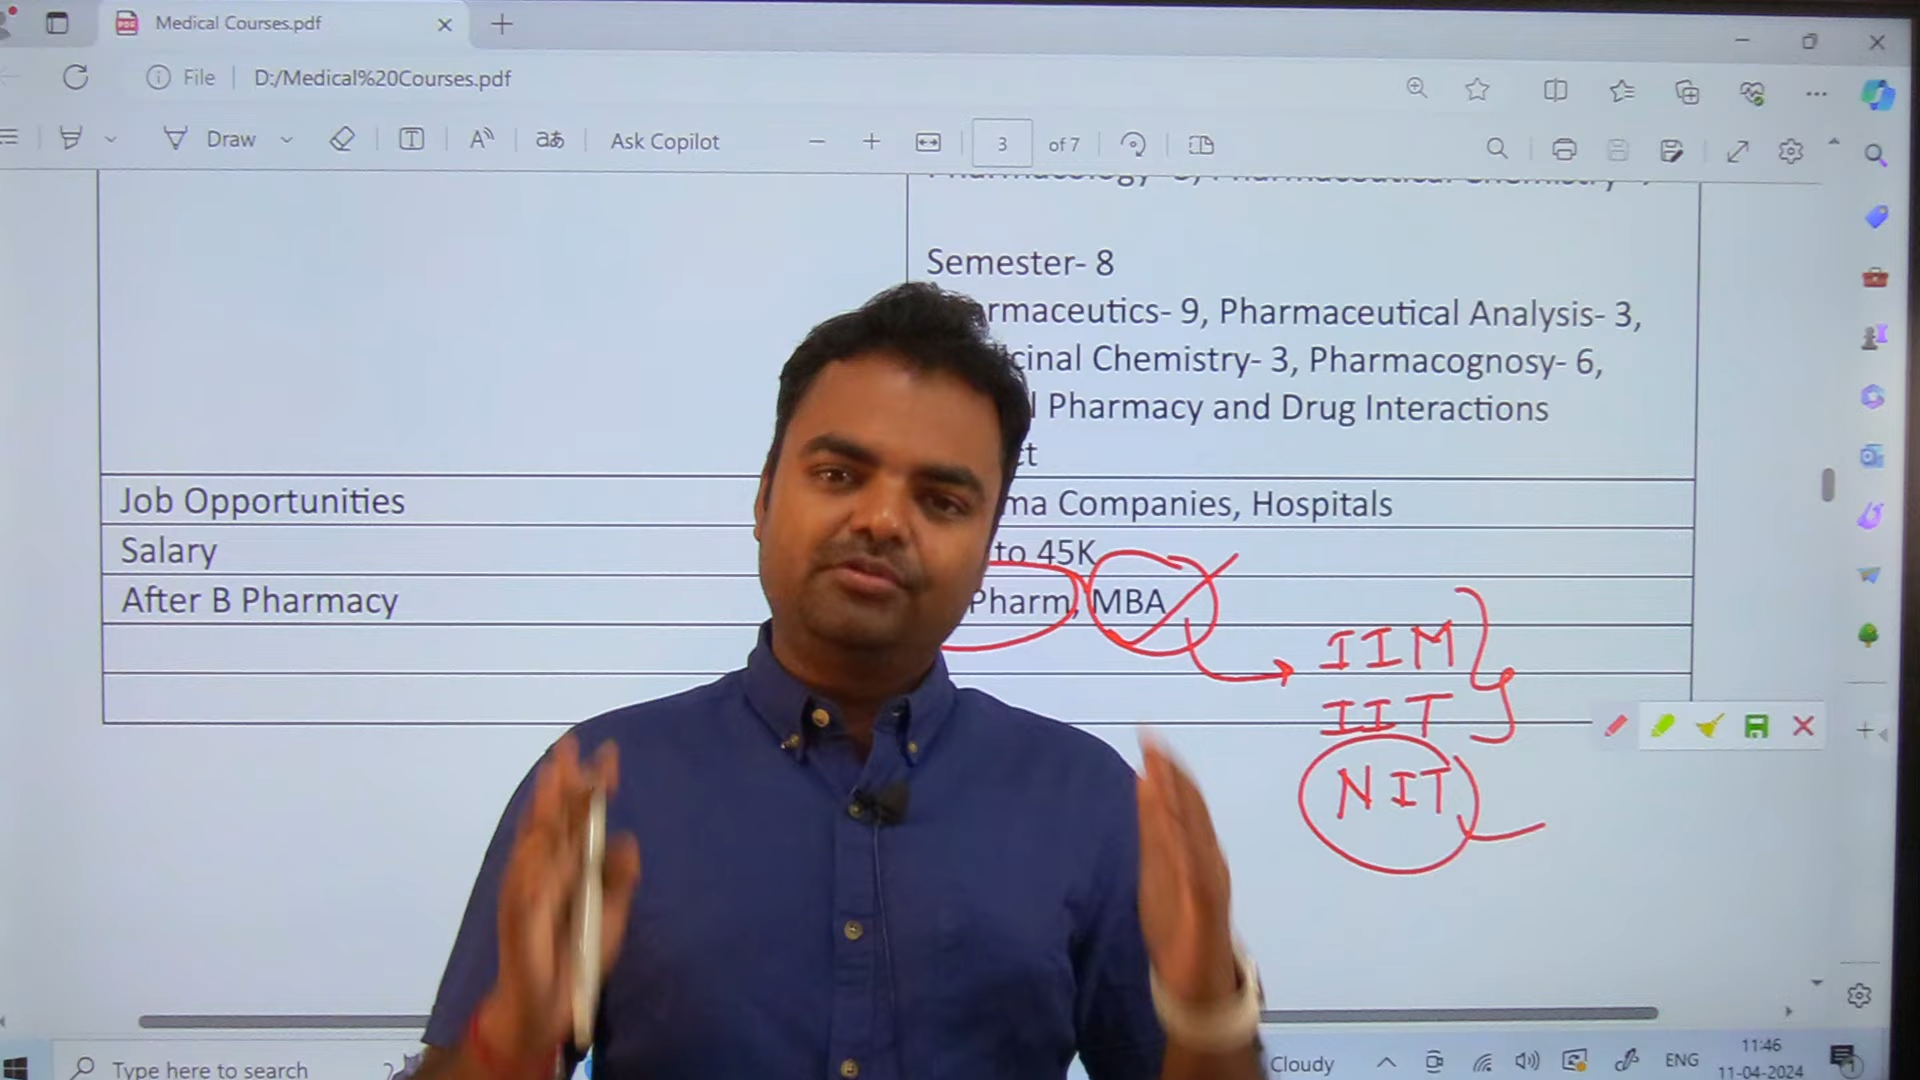 Medical Courses.pdf
File
D:/Medical%20Courses.pdf
Draw
Ask Copilot
3 of 7
Semester- 8
rmaceutics- 9, Pharmaceutical Analysis- 3,
cinal Chemistry- 3, Pharmacognosy- 6,
l Pharmacy and Drug Interactions
ct
Job Opportunities
ma Companies, Hospitals
Salary
to 45K
After B Pharmacy
Pharm, MBA
IIM
IIT
NIT
Type here to search
Cloudy
ENG
11:46
11-04-2024